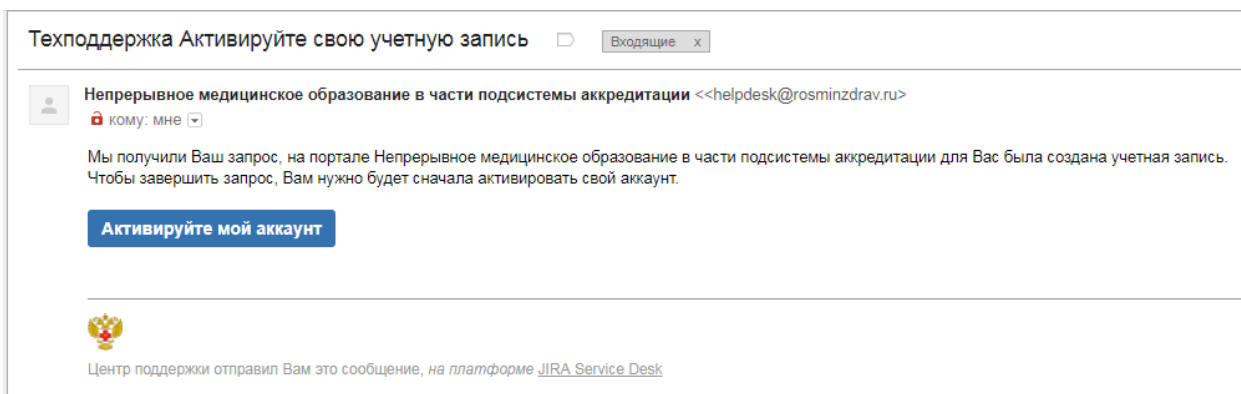 Техподдержка Активируйте свою учетную запись
Входящие x
Непрерывное медицинское образование в части подсистемы аккредитации <<helpdesk@rosminzdrav.ru>
кому: мне
Мы получили Ваш запрос, на портале Непрерывное медицинское образование в части подсистемы аккредитации для Вас была создана учетная запись.
Чтобы завершить запрос, Вам нужно будет сначала активировать свой аккаунт.
Активируйте мой аккаунт
Центр поддержки отправил Вам это сообщение, на платформе JIRA Service Desk